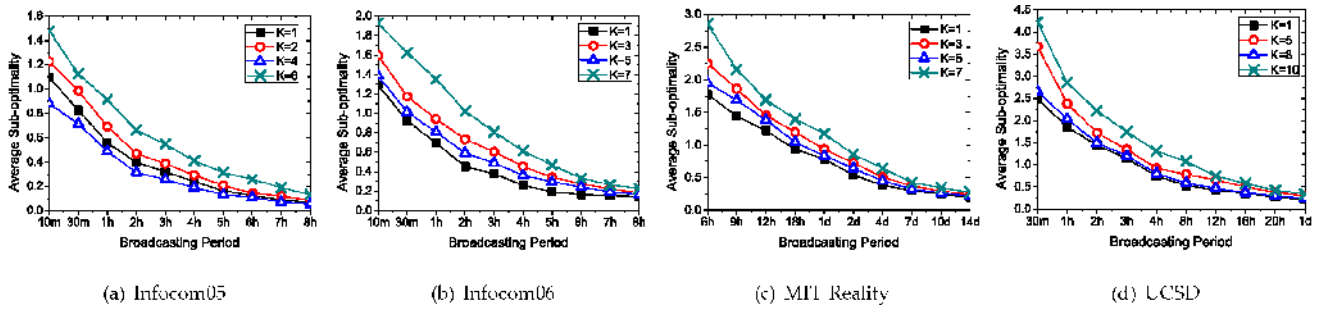 Average Sub-optimality
1.6
1.4
1.2
1.0
0.8
0.6
0.4
0.2
0.0
K=1
K=2
K=4
K=6
10m 30m 1h 2h 3h 4h 5h 6h 7h 8h
Broadcasting Period
(a) Infocom05
Average Sub-optimality
2.0
1.8
1.6
1.4
1.2
1.0
0.8
0.6
0.4
0.2
0.0
K=1
K=3
K=5
K=7
10m 30m 1h 2h 3h 4h 5h 6h 7h 8h
Broadcasting Period
(b) Infocom06
Average Sub-optimality
3.0
2.5
2.0
1.5
1.0
0.5
0.0
K=1
K=3
K=5
K=7
6h 9h 12h 18h 1d 2d 4d 7d 10d 14d
Broadcasting Period
(c) MIT Reality
Average Sub-optimality
4.5
4.0
3.5
3.0
2.5
2.0
1.5
1.0
0.5
0.0
K=1
K=5
K=8
K=10
30m 1h 2h 3h 4h 8h 12h 16h 20h 1d
Broadcasting Period
(d) UCSD